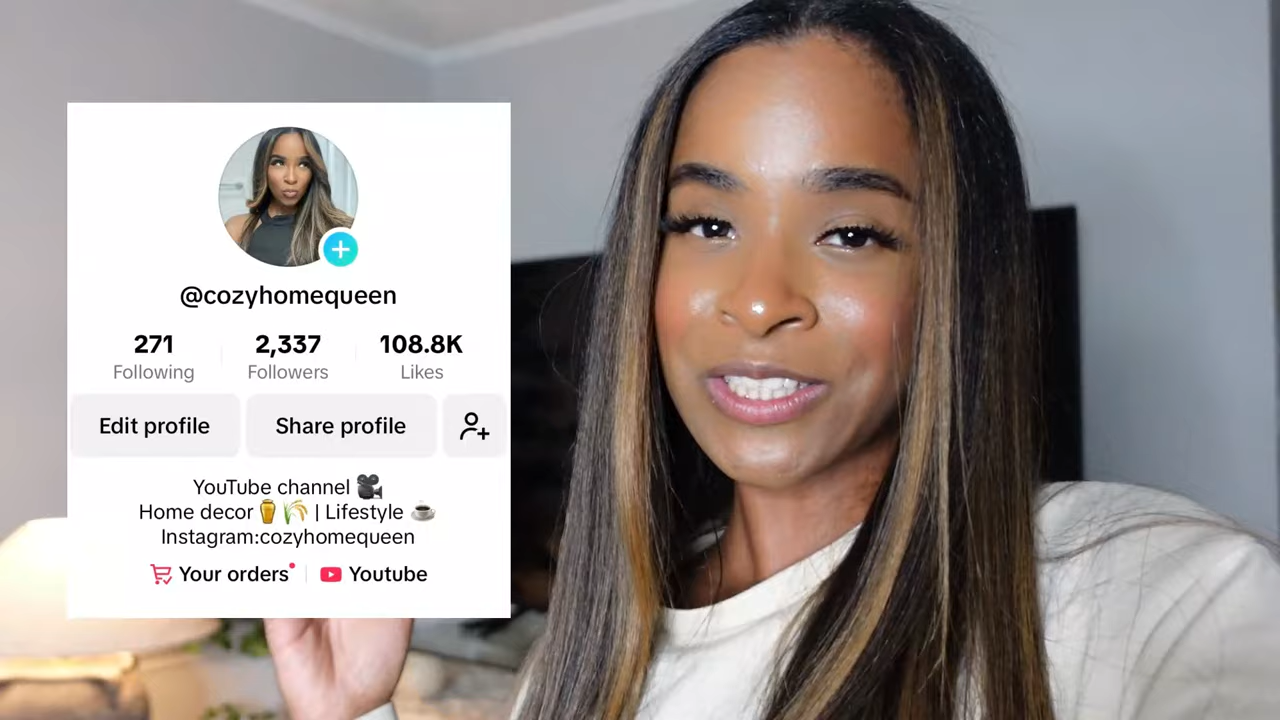 @cozyhomequeen
271 2,337 108.8K
Following Followers Likes
Edit profile Share profile
YouTube channel 🎥
Home decor ⚱️🌾 | Lifestyle ☕
Instagram:cozyhomequeen
Your orders Youtube